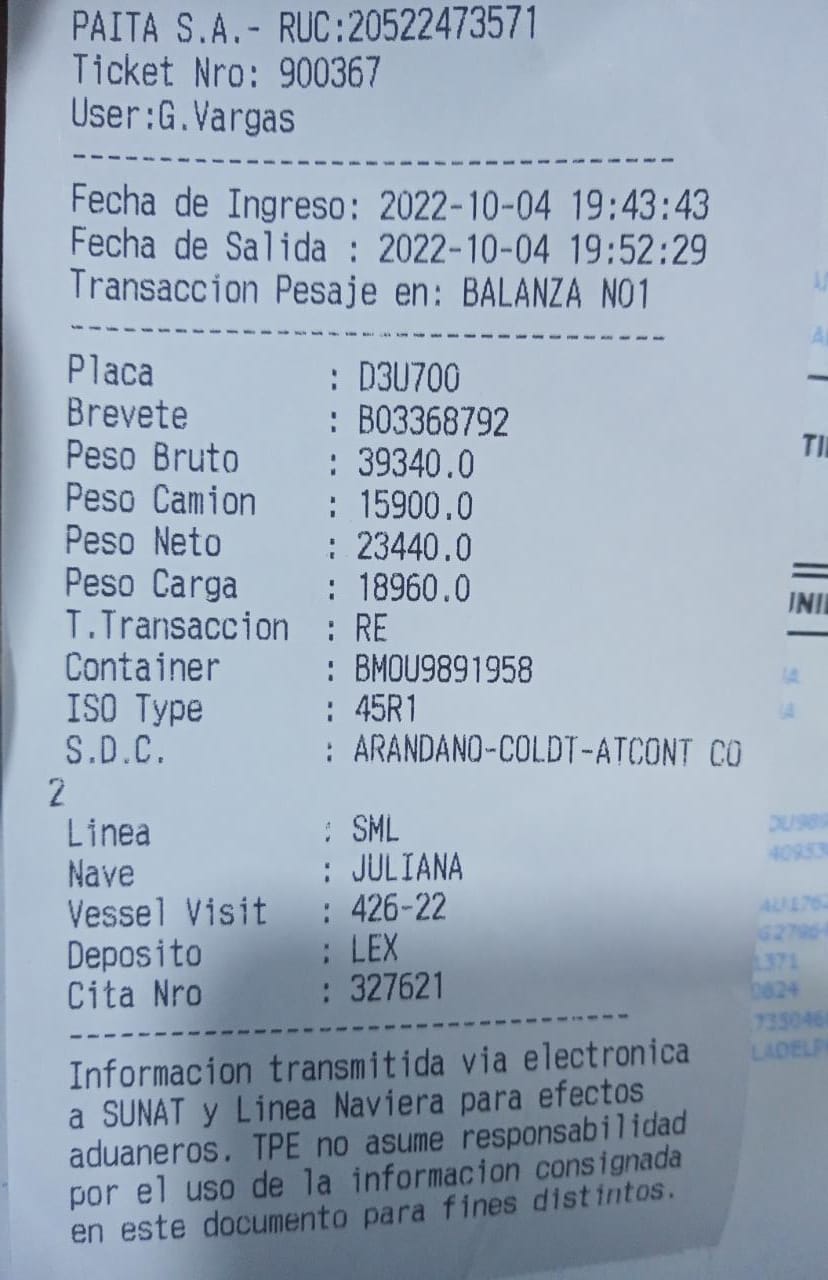 PAITA S.A.- RUC:20522473571
Ticket Nro: 900367
User:G.Vargas
Fecha de Ingreso: 2022-10-04 19:43:43
Fecha de Salida : 2022-10-04 19:52:29
Transaccion Pesaje en: BALANZA NO1
Placa : D3U700
Brevete : B03368792
Peso Bruto : 39340.0
Peso Camion : 15900.0
Peso Neto : 23440.0
Peso Carga : 18960.0
T.Transaccion : RE
Container : BMOU9891958
ISO Type : 45R1
S.D.C. : ARANDANO-COLDT-ATCONT CO
2
Linea : SML
Nave : JULIANA
Vessel Visit : 426-22
Deposito : LEX
Cita Nro : 327621
Informacion transmitida via electronica
a SUNAT y Linea Naviera para efectos
aduaneros. TPE no asume responsabilidad
por el uso de la informacion consignada
en este documento para fines distintos.